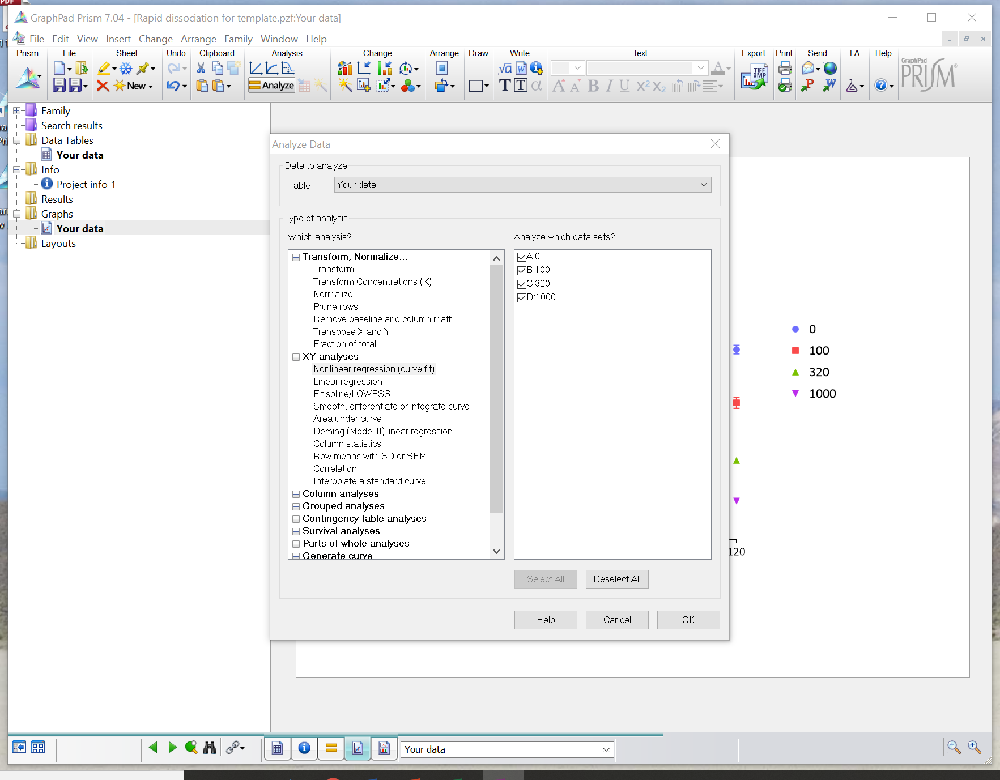 GraphPad Prism 7.04 - [Rapid dissociation for template.pzf:Your data]
File Edit View Insert Change Arrange Family Window Help
Prism File Sheet Undo Clipboard Analysis Change Arrange Draw Write Text Export Print Send LA Help
New
Analyze
TIFF
BMP
GraphPad
PRISM
Family
Search results
Data Tables
Your data
Info
Project info 1
Results
Graphs
Your data
Layouts
Analyze Data
Data to analyze
Table: Your data
Type of analysis
Which analysis?
Transform, Normalize...
Transform
Transform Concentrations (X)
Normalize
Prune rows
Remove baseline and column math
Transpose X and Y
Fraction of total
XY analyses
Nonlinear regression (curve fit)
Linear regression
Fit spline/LOWESS
Smooth, differentiate or integrate curve
Area under curve
Deming (Model II) linear regression
Column statistics
Row means with SD or SEM
Correlation
Interpolate a standard curve
Column analyses
Grouped analyses
Contingency table analyses
Survival analyses
Parts of whole analyses
Generate curve
Analyze which data sets?
A:0
B:100
C:320
D:1000
Select All Deselect All
Help Cancel OK
0
100
320
1000
120
Your data